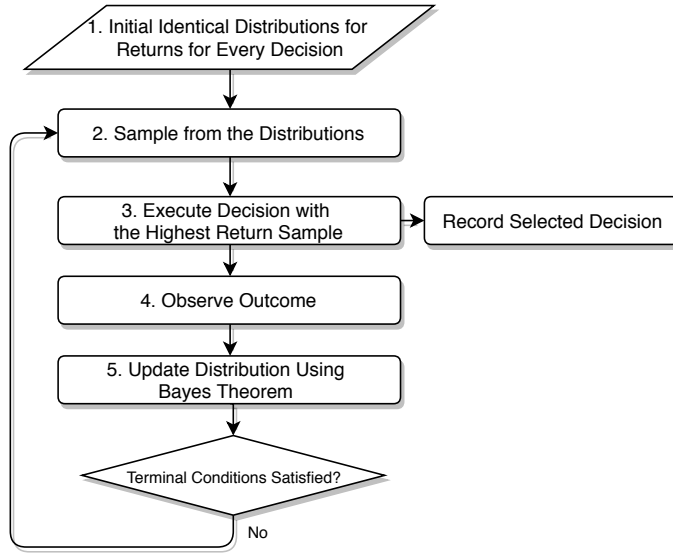 1. Initial Identical Distributions for
Returns for Every Decision
2. Sample from the Distributions
3. Execute Decision with
the Highest Return Sample
Record Selected Decision
4. Observe Outcome
5. Update Distribution Using
Bayes Theorem
Terminal Conditions Satisfied?
No